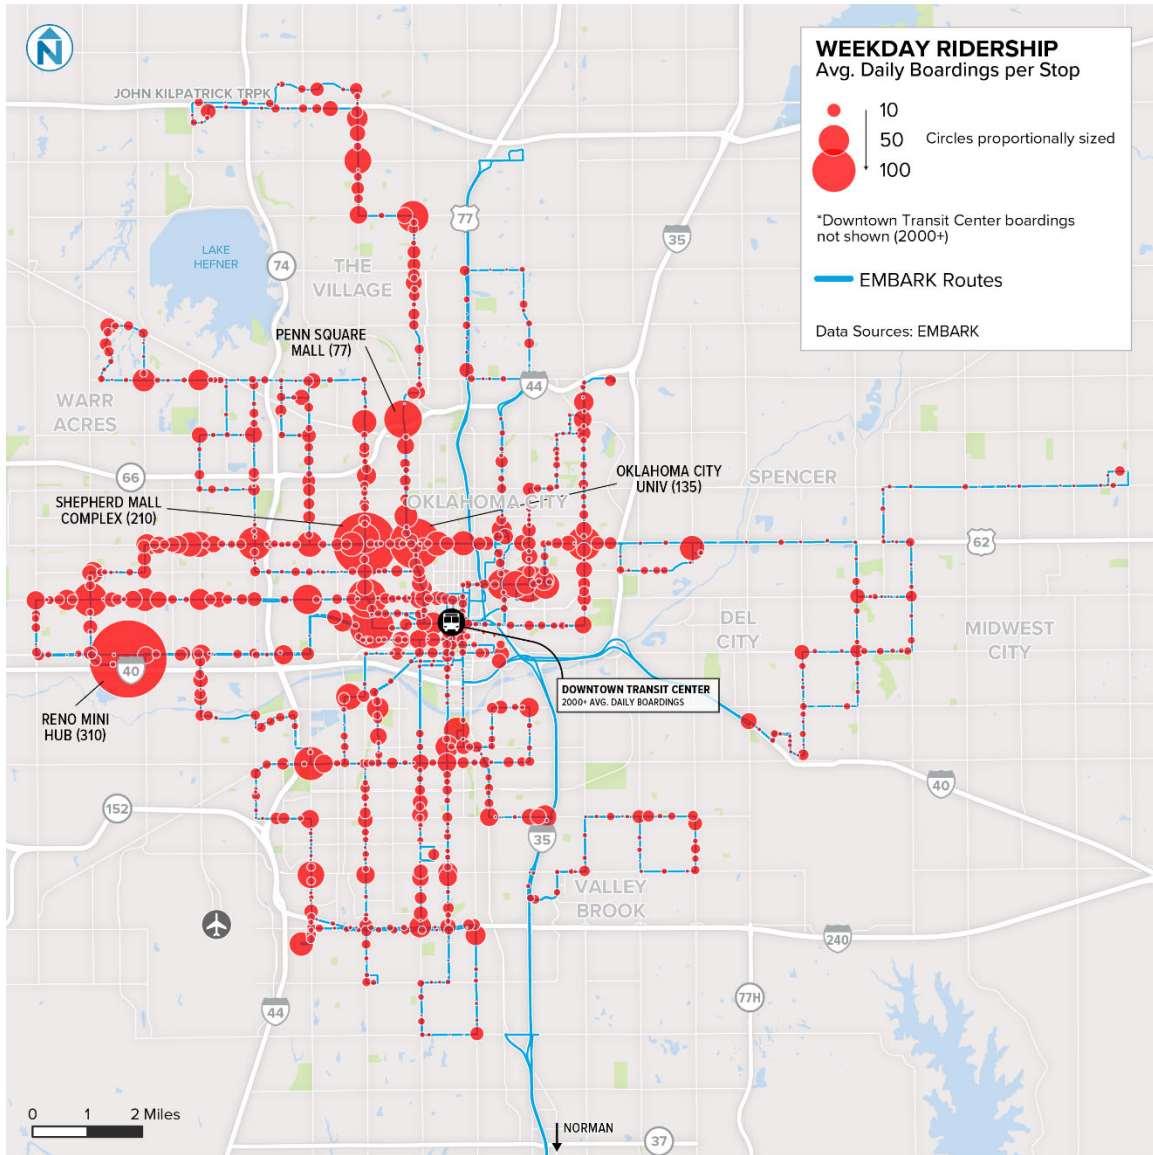 N
WEEKDAY RIDERSHIP
Avg. Daily Boardings per Stop
10
50
Circles proportionally sized
100
*Downtown Transit Center boardings
not shown (2000+)
EMBARK Routes
Data Sources: EMBARK
JOHN KILPATRICK TRPK
77
35
LAKE
HEFNER
74
THE
VILLAGE
PENN SQUARE
MALL (77)
44
WARR
ACRES
66
OKLAHOMA CITY
UNIV (135)
SPENCER
SHEPHERD MALL
COMPLEX (210)
OKLAHOMA CITY
62
DEL
CITY
MIDWEST
CITY
40
DOWNTOWN TRANSIT CENTER
2000+ AVG. DAILY BOARDINGS
RENO MINI
HUB (310)
40
152
35
VALLEY
BROOK
240
77H
44
0 1 2 Miles
NORMAN
37